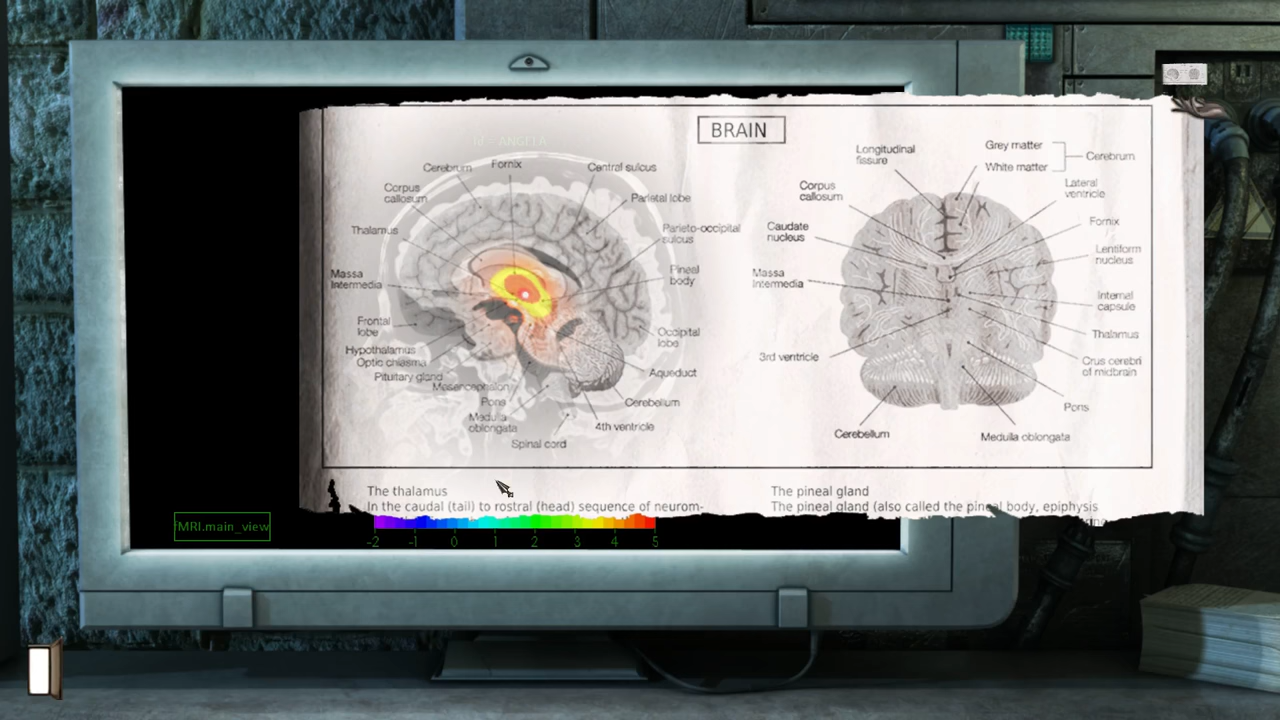 BRAIN
Cerebrum
Fornix
Central sulcus
Corpus
callosum
Parietal lobe
Thalamus
Parieto-occipital
sulcus
Massa
Intermedia
Pineal
body
Frontal
lobe
Occipital
lobe
Hypothalamus
Optic chiasma
Pituitary gland
Aqueduct
Mesencephalon
Pons
Cerebellum
Medulla
oblongata
4th ventricle
Spinal cord
Longitudinal
fissure
Grey matter
White matter
Cerebrum
Corpus
callosum
Lateral
ventricle
Caudate
nucleus
Fornix
Lentiform
nucleus
Massa
Intermedia
Internal
capsule
Thalamus
3rd ventricle
Crus cerebri
of midbrain
Pons
Cerebellum
Medulla oblongata
The thalamus
In the caudal (tail) to rostral (head) sequence of neurom-
The pineal gland
The pineal gland (also called the pineal body, epiphysis
fMRI.main_view
-2 -1 0 1 2 3 4 5